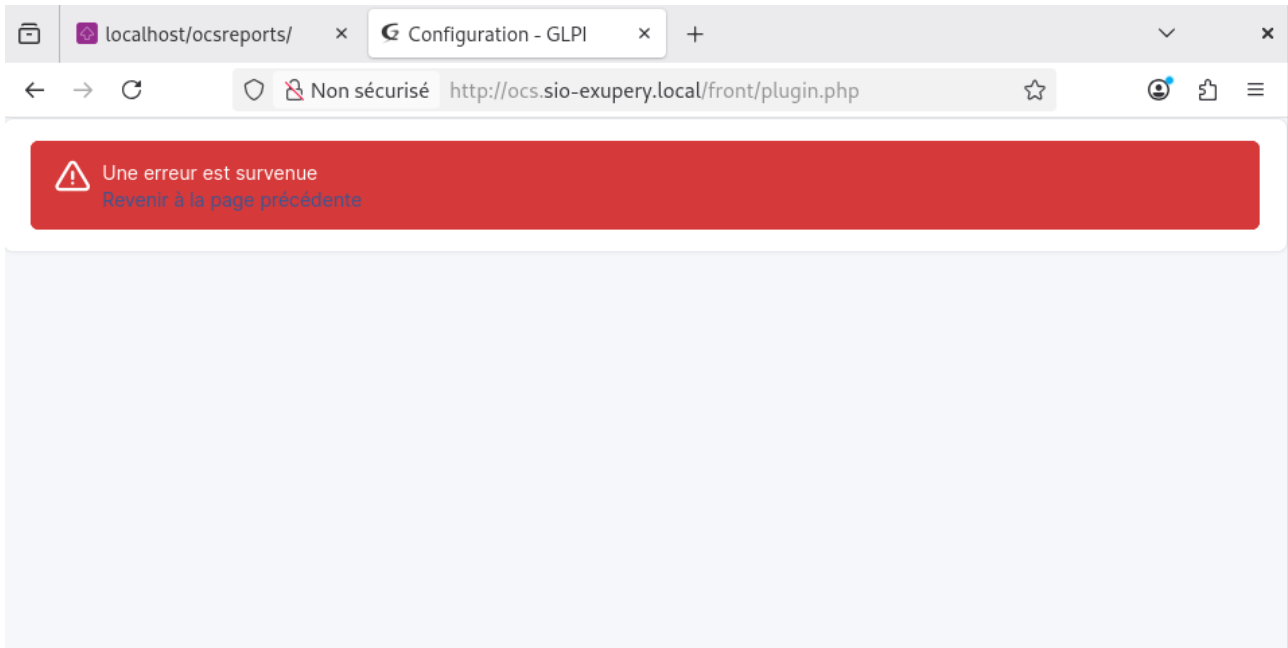 localhost/ocsreports/
Configuration - GLPI
Non sécurisé
http://ocs.sio-exupery.local/front/plugin.php
Une erreur est survenue
Revenir à la page précédente